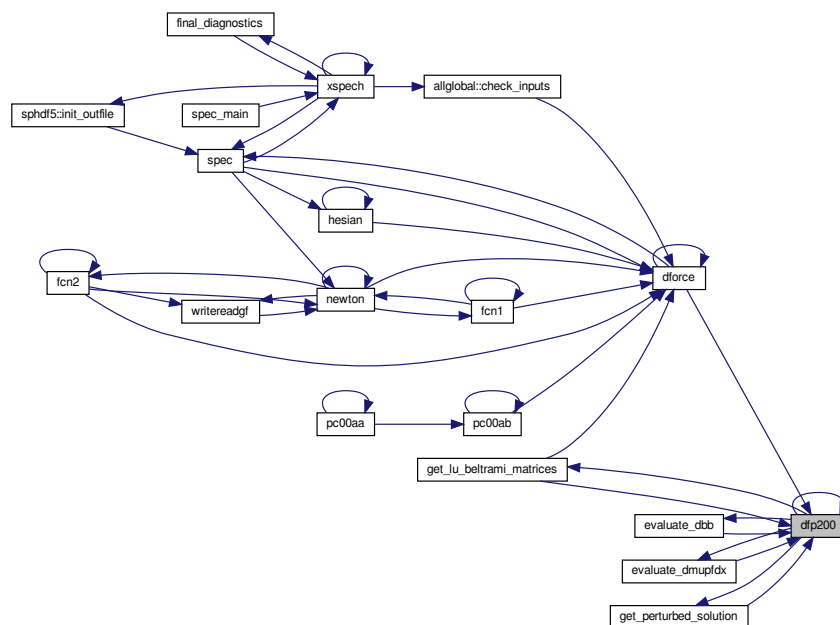 final_diagnostics
xspech
allglobal::check_inputs
sphdf5::init_outfile
spec_main
spec
hesian
dforce
fcn2
newton
writereadgf
fcn1
pc00aa
pc00ab
get_lu_beltrami_matrices
evaluate_dbb
dfp200
evaluate_dmupfdx
get_perturbed_solution